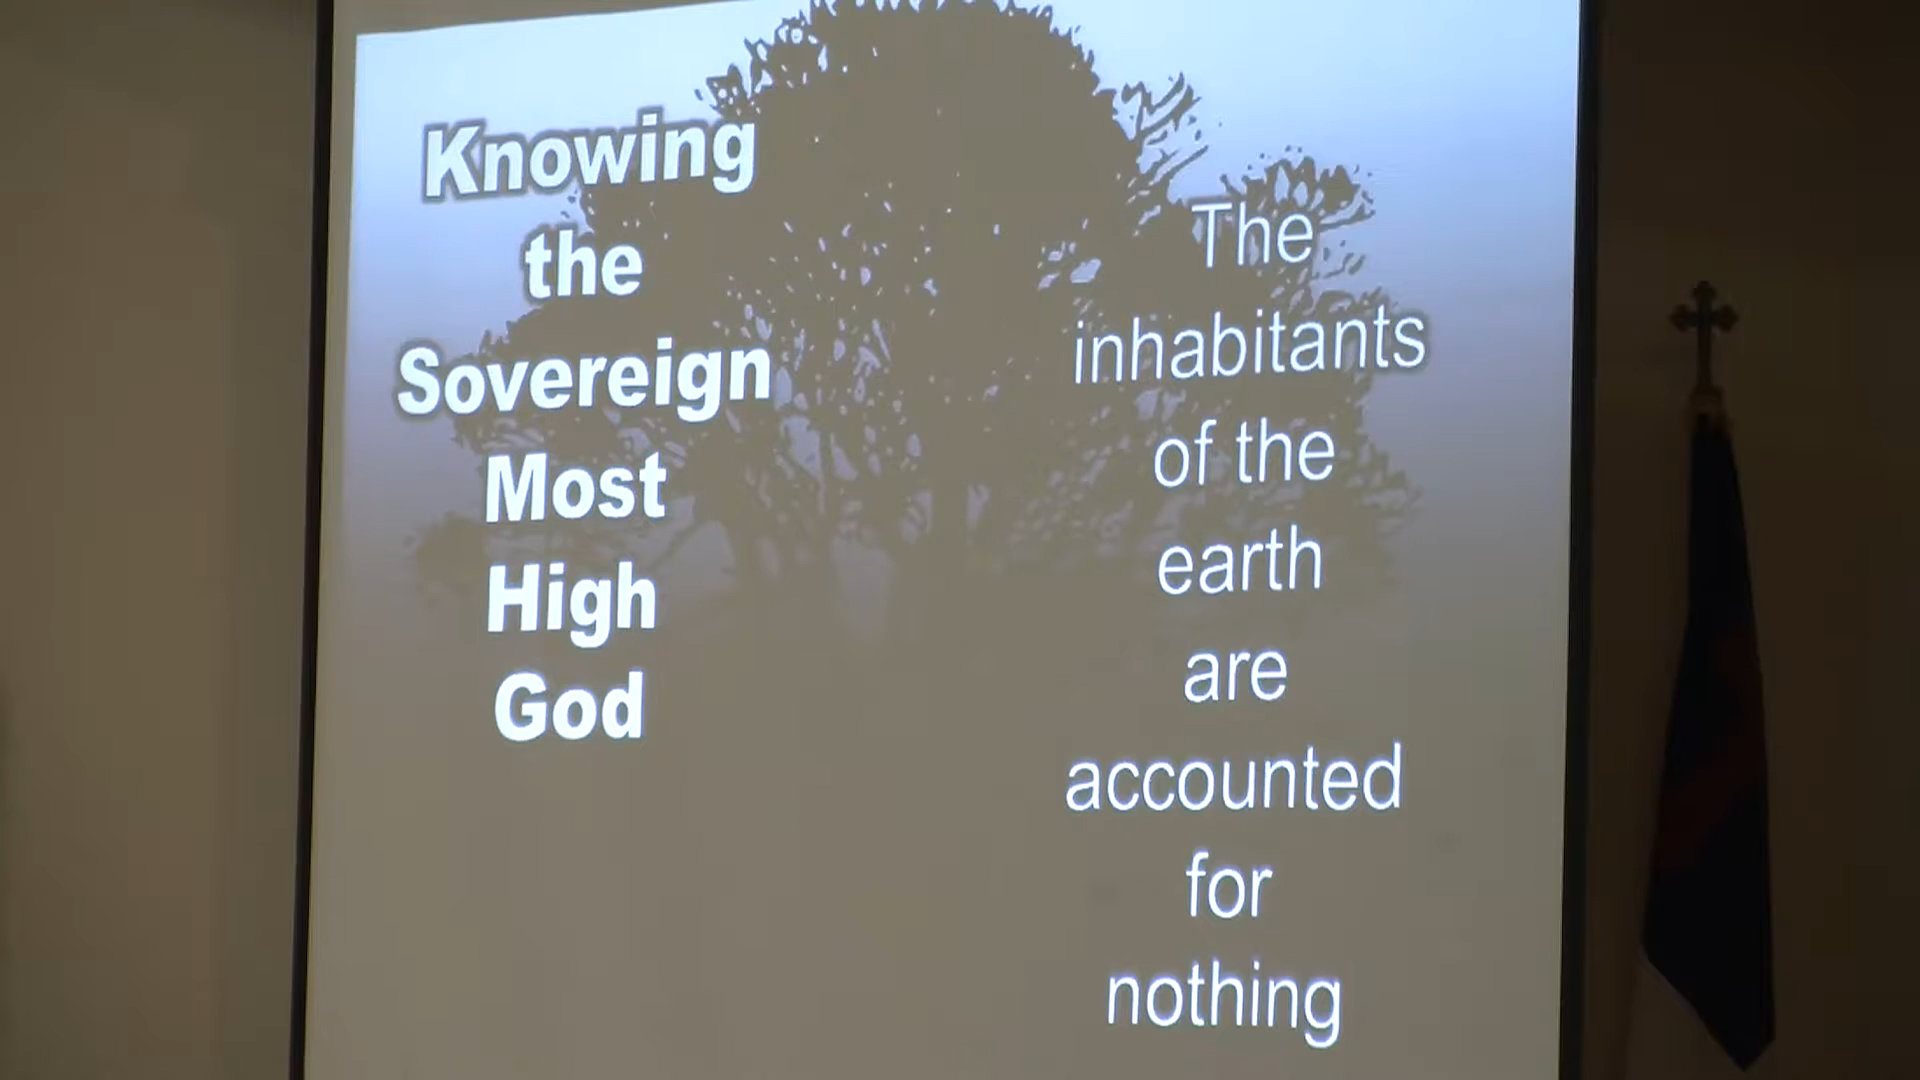 Knowing
the
Sovereign
Most
High
God
The
inhabitants
of the
earth
are
accounted
for
nothing